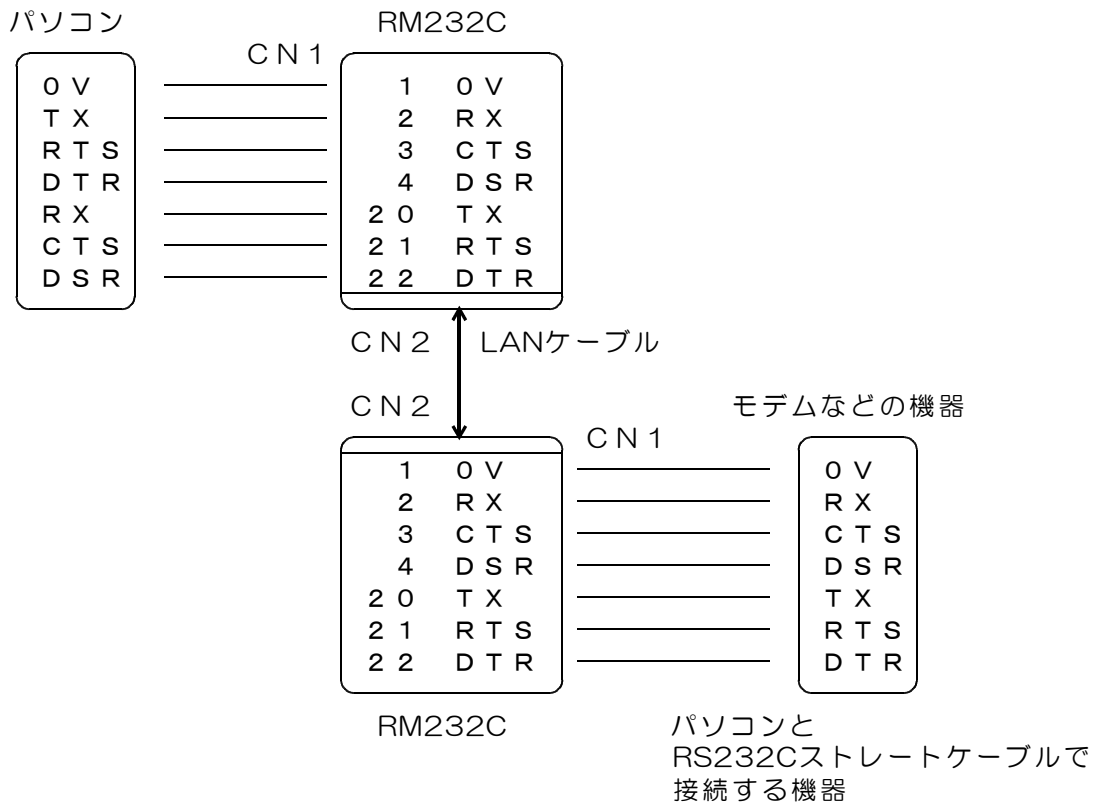 パソコン
RM232C
CN1
0V
TX
RTS
DTR
RX
CTS
DSR
1 0V
2 RX
3 CTS
4 DSR
20 TX
21 RTS
22 DTR
CN2 LANケーブル
CN2
モデムなどの機器
CN1
1 0V
2 RX
3 CTS
4 DSR
20 TX
21 RTS
22 DTR
0V
RX
CTS
DSR
TX
RTS
DTR
RM232C
パソコンと
RS232Cストレートケーブルで
接続する機器